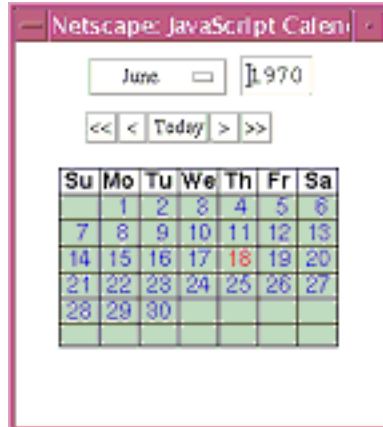 Netscape: JavaScript Calen
June 1970
<< < Today > >>
Su Mo Tu We Th Fr Sa
1 2 3 4 5 6
7 8 9 10 11 12 13
14 15 16 17 18 19 20
21 22 23 24 25 26 27
28 29 30